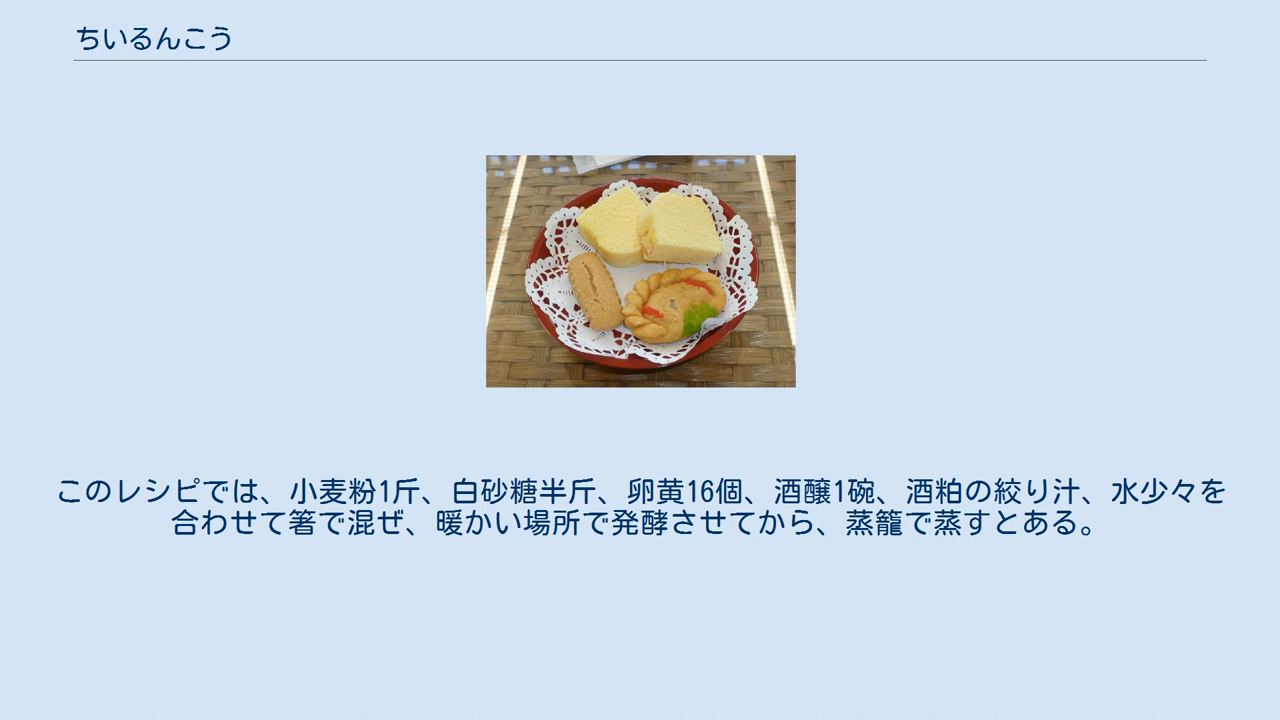 ちいるんこう
このレシピでは、小麦粉1斤、白砂糖半斤、卵黄16個、酒醸1碗、酒粕の絞り汁、水少々を
合わせて箸で混ぜ、暖かい場所で発酵させてから、蒸籠で蒸すとある。